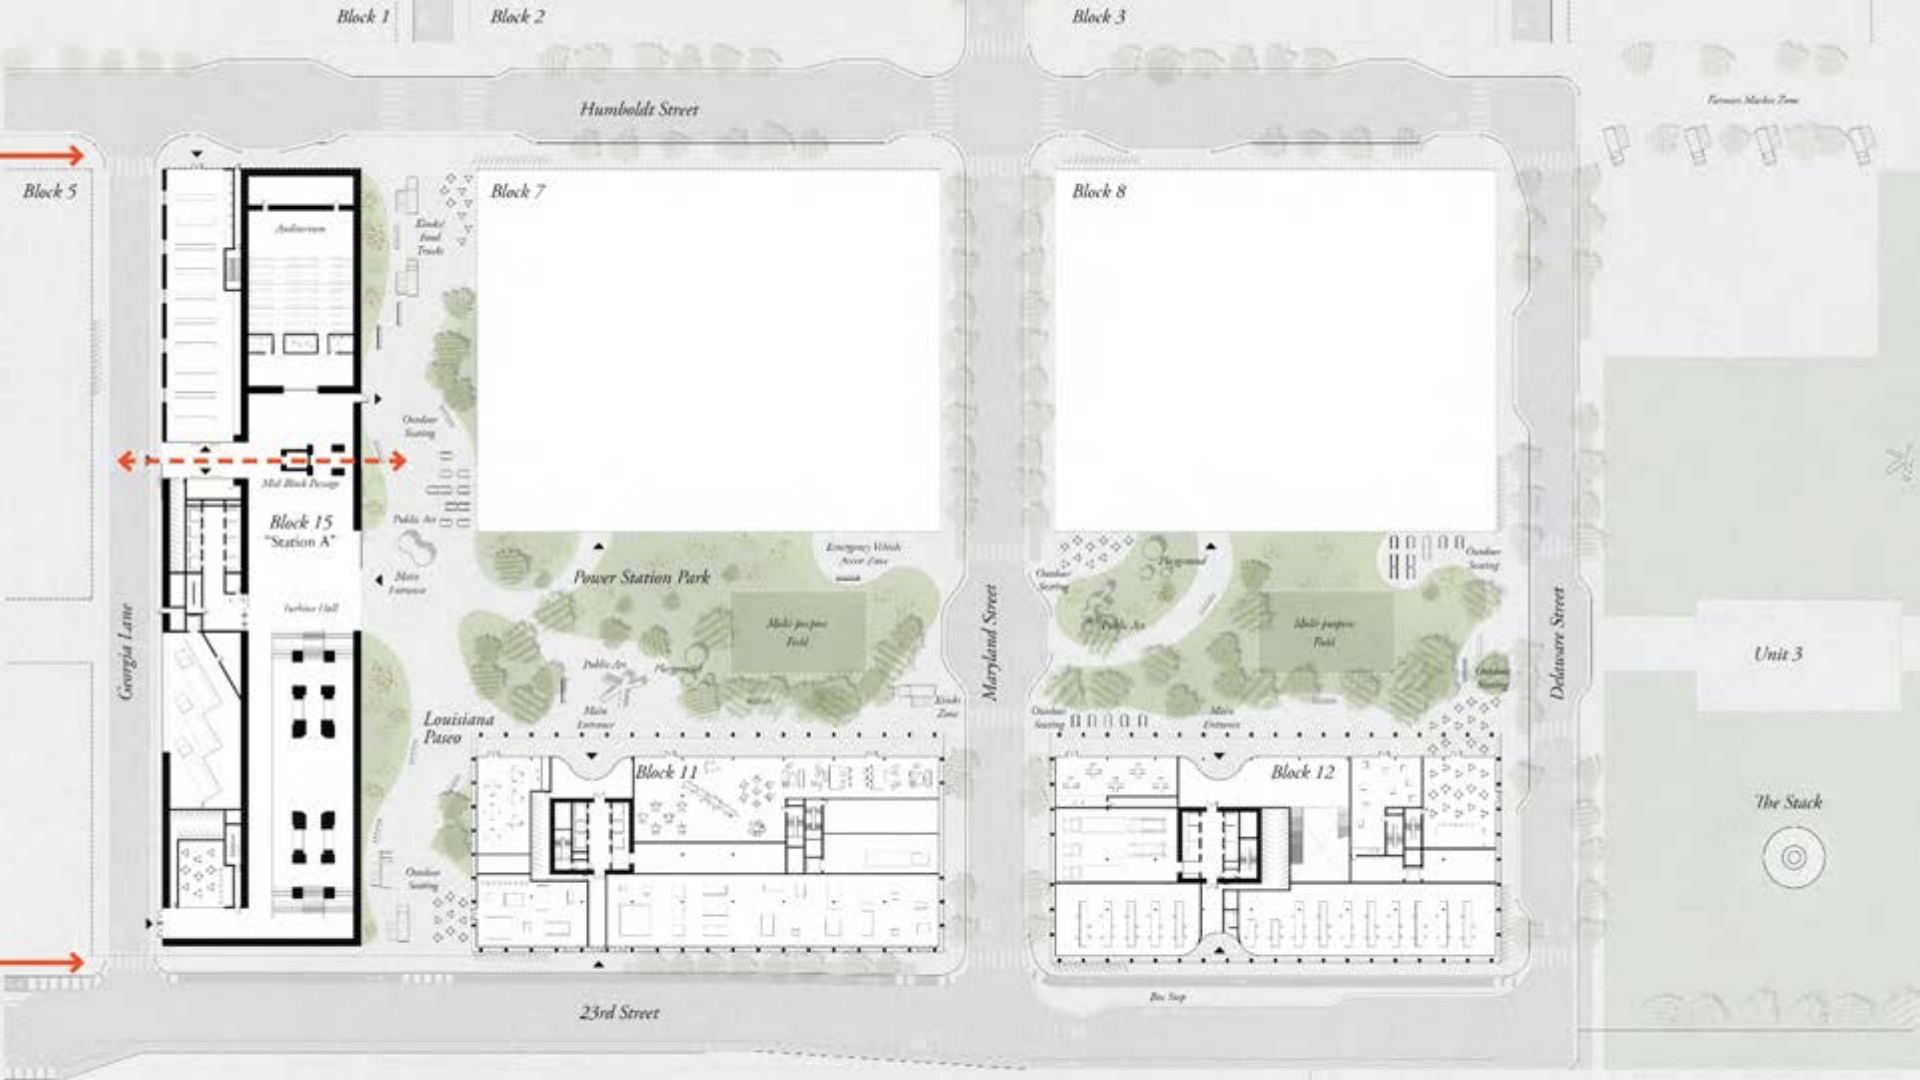 Block 1
Block 2
Block 3
Humboldt Street
Farmers Market Zone
Block 5
Block 7
Block 8
Auditorium
Kiosks/
Food
Trucks
Outdoor
Seating
Mid-Block Passage
Block 15
"Station A"
Public Art
Main
Entrance
Turbine Hall
Power Station Park
Emergency Vehicle
Access Zone
Multi-purpose
Field
Public Art
Playground
Main
Entrance
Kiosks
Zone
Georgia Lane
Louisiana
Paseo
Maryland Street
Outdoor
Seating
Playground
Public Art
Outdoor
Seating
Multi-purpose
Field
Outdoor
Seating
Outdoor
Seating
Main
Entrance
Delaware Street
Unit 3
Block 11
Block 12
The Stack
Outdoor
Seating
Bus Stop
23rd Street